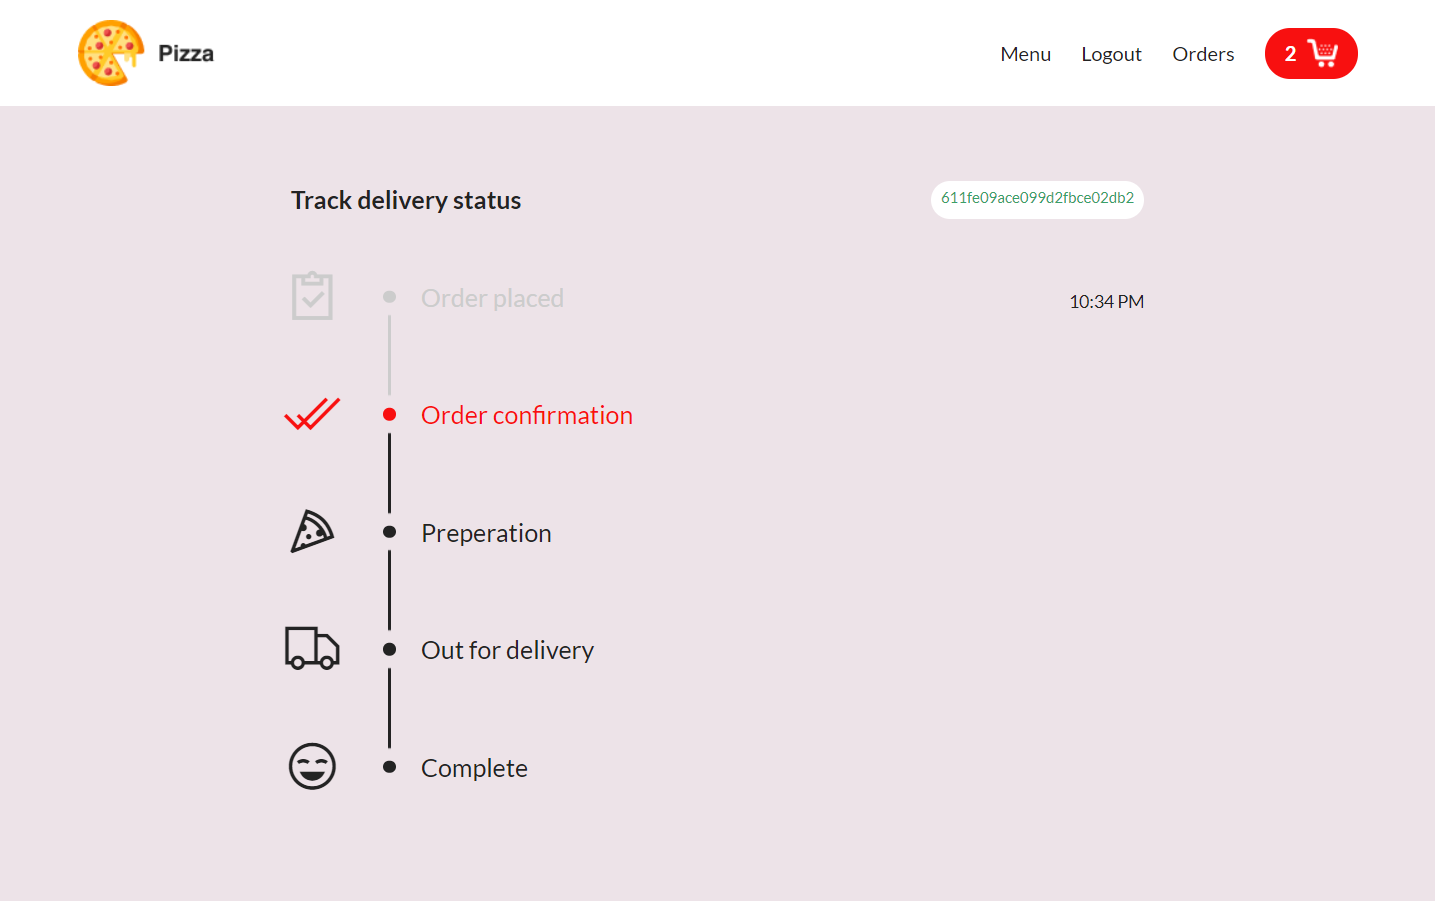 Pizza
Menu Logout Orders 2
Track delivery status 611fe09ace099d2fbce02db2
Order placed 10:34 PM
Order confirmation
Preperation
Out for delivery
Complete